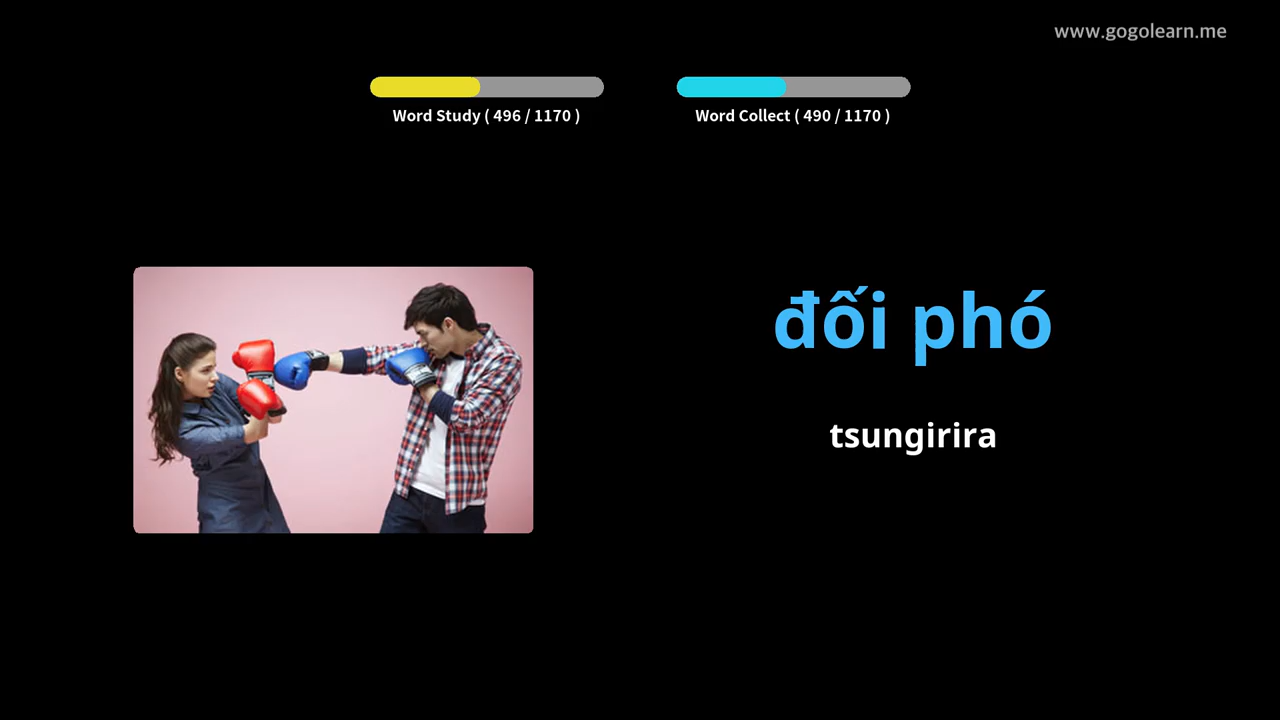 www.gogolearn.me
Word Study ( 496 / 1170 )
Word Collect ( 490 / 1170 )
đối phó
tsungirira